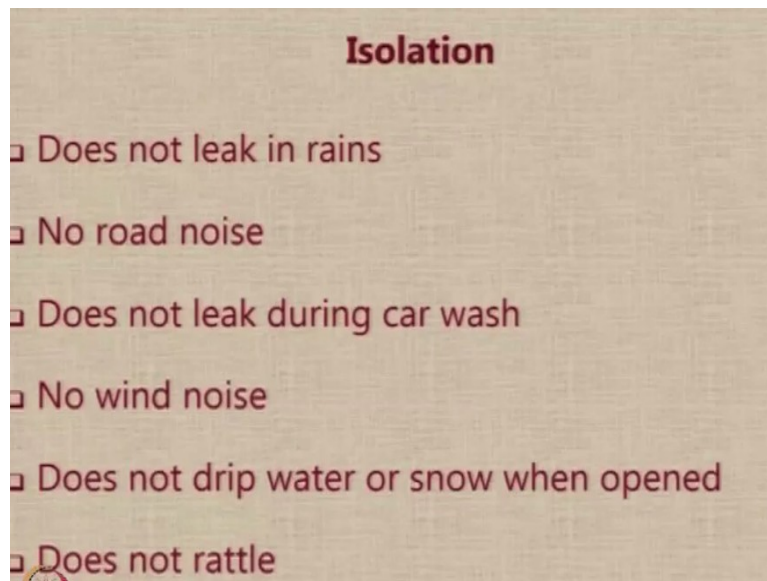 Isolation
Does not leak in rains
No road noise
Does not leak during car wash
No wind noise
Does not drip water or snow when opened
Does not rattle